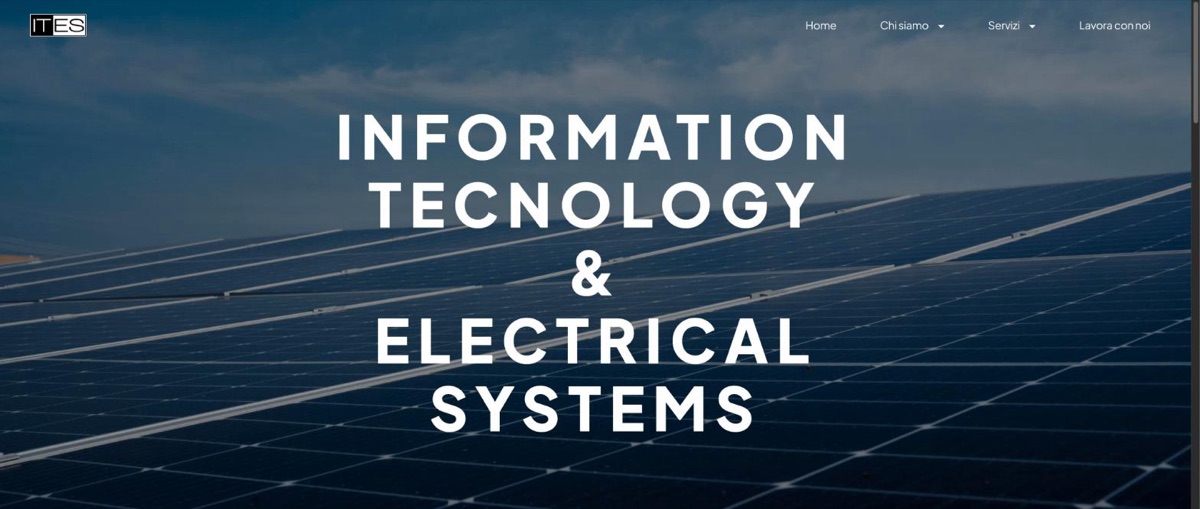 ITES
Home Chi siamo Servizi Lavora con noi
INFORMATION
TECNOLOGY
&
ELECTRICAL
SYSTEMS